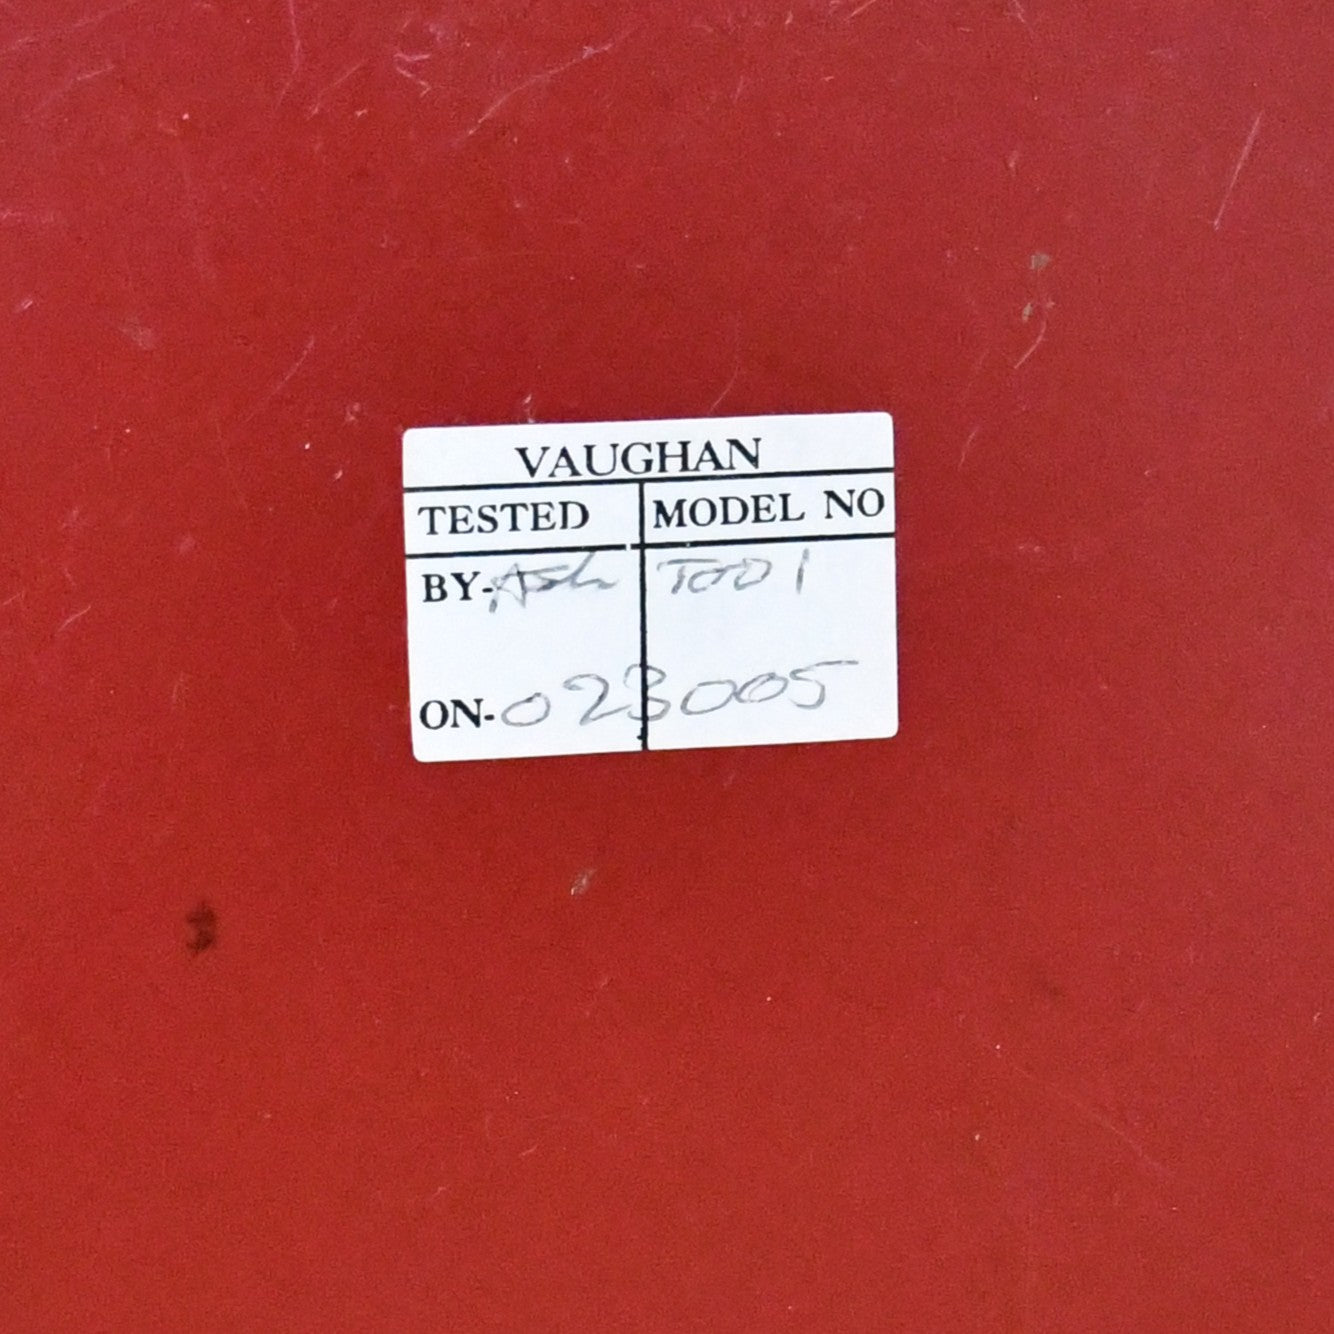 VAUGHAN
TESTED MODEL NO
BY-Ash T001
ON-023005